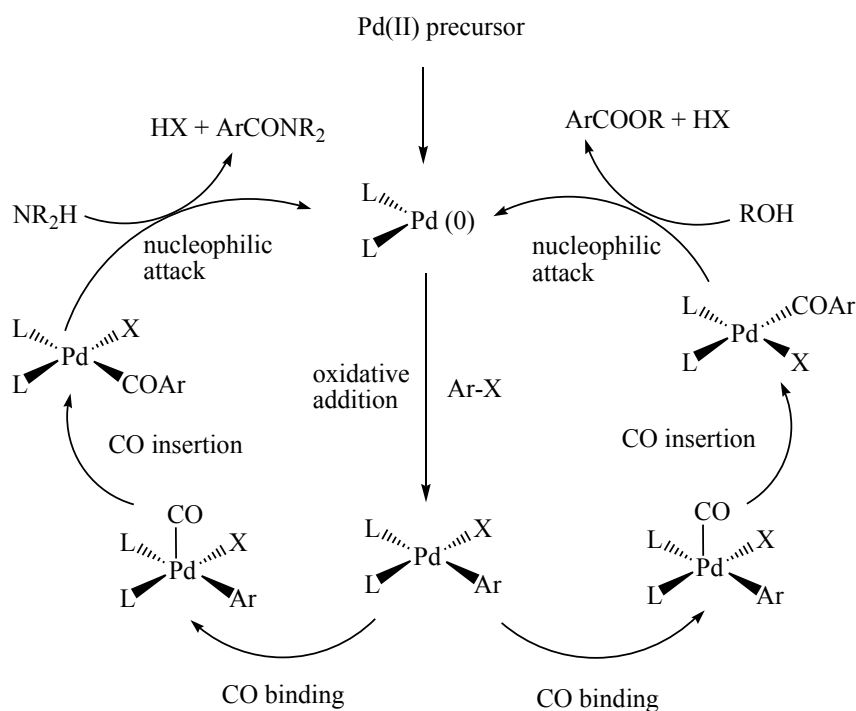 Pd(II) precursor
HX + ArCONR₂
ArCOOR + HX
NR₂H
L
Pd (0)
L
ROH
nucleophilic
attack
nucleophilic
attack
L
X
Pd
L
COAr
L
COAr
Pd
L
X
oxidative
addition
Ar-X
CO insertion
CO insertion
CO
L
X
Pd
L
Ar
L
X
Pd
L
Ar
CO
L
X
Pd
L
Ar
CO binding
CO binding